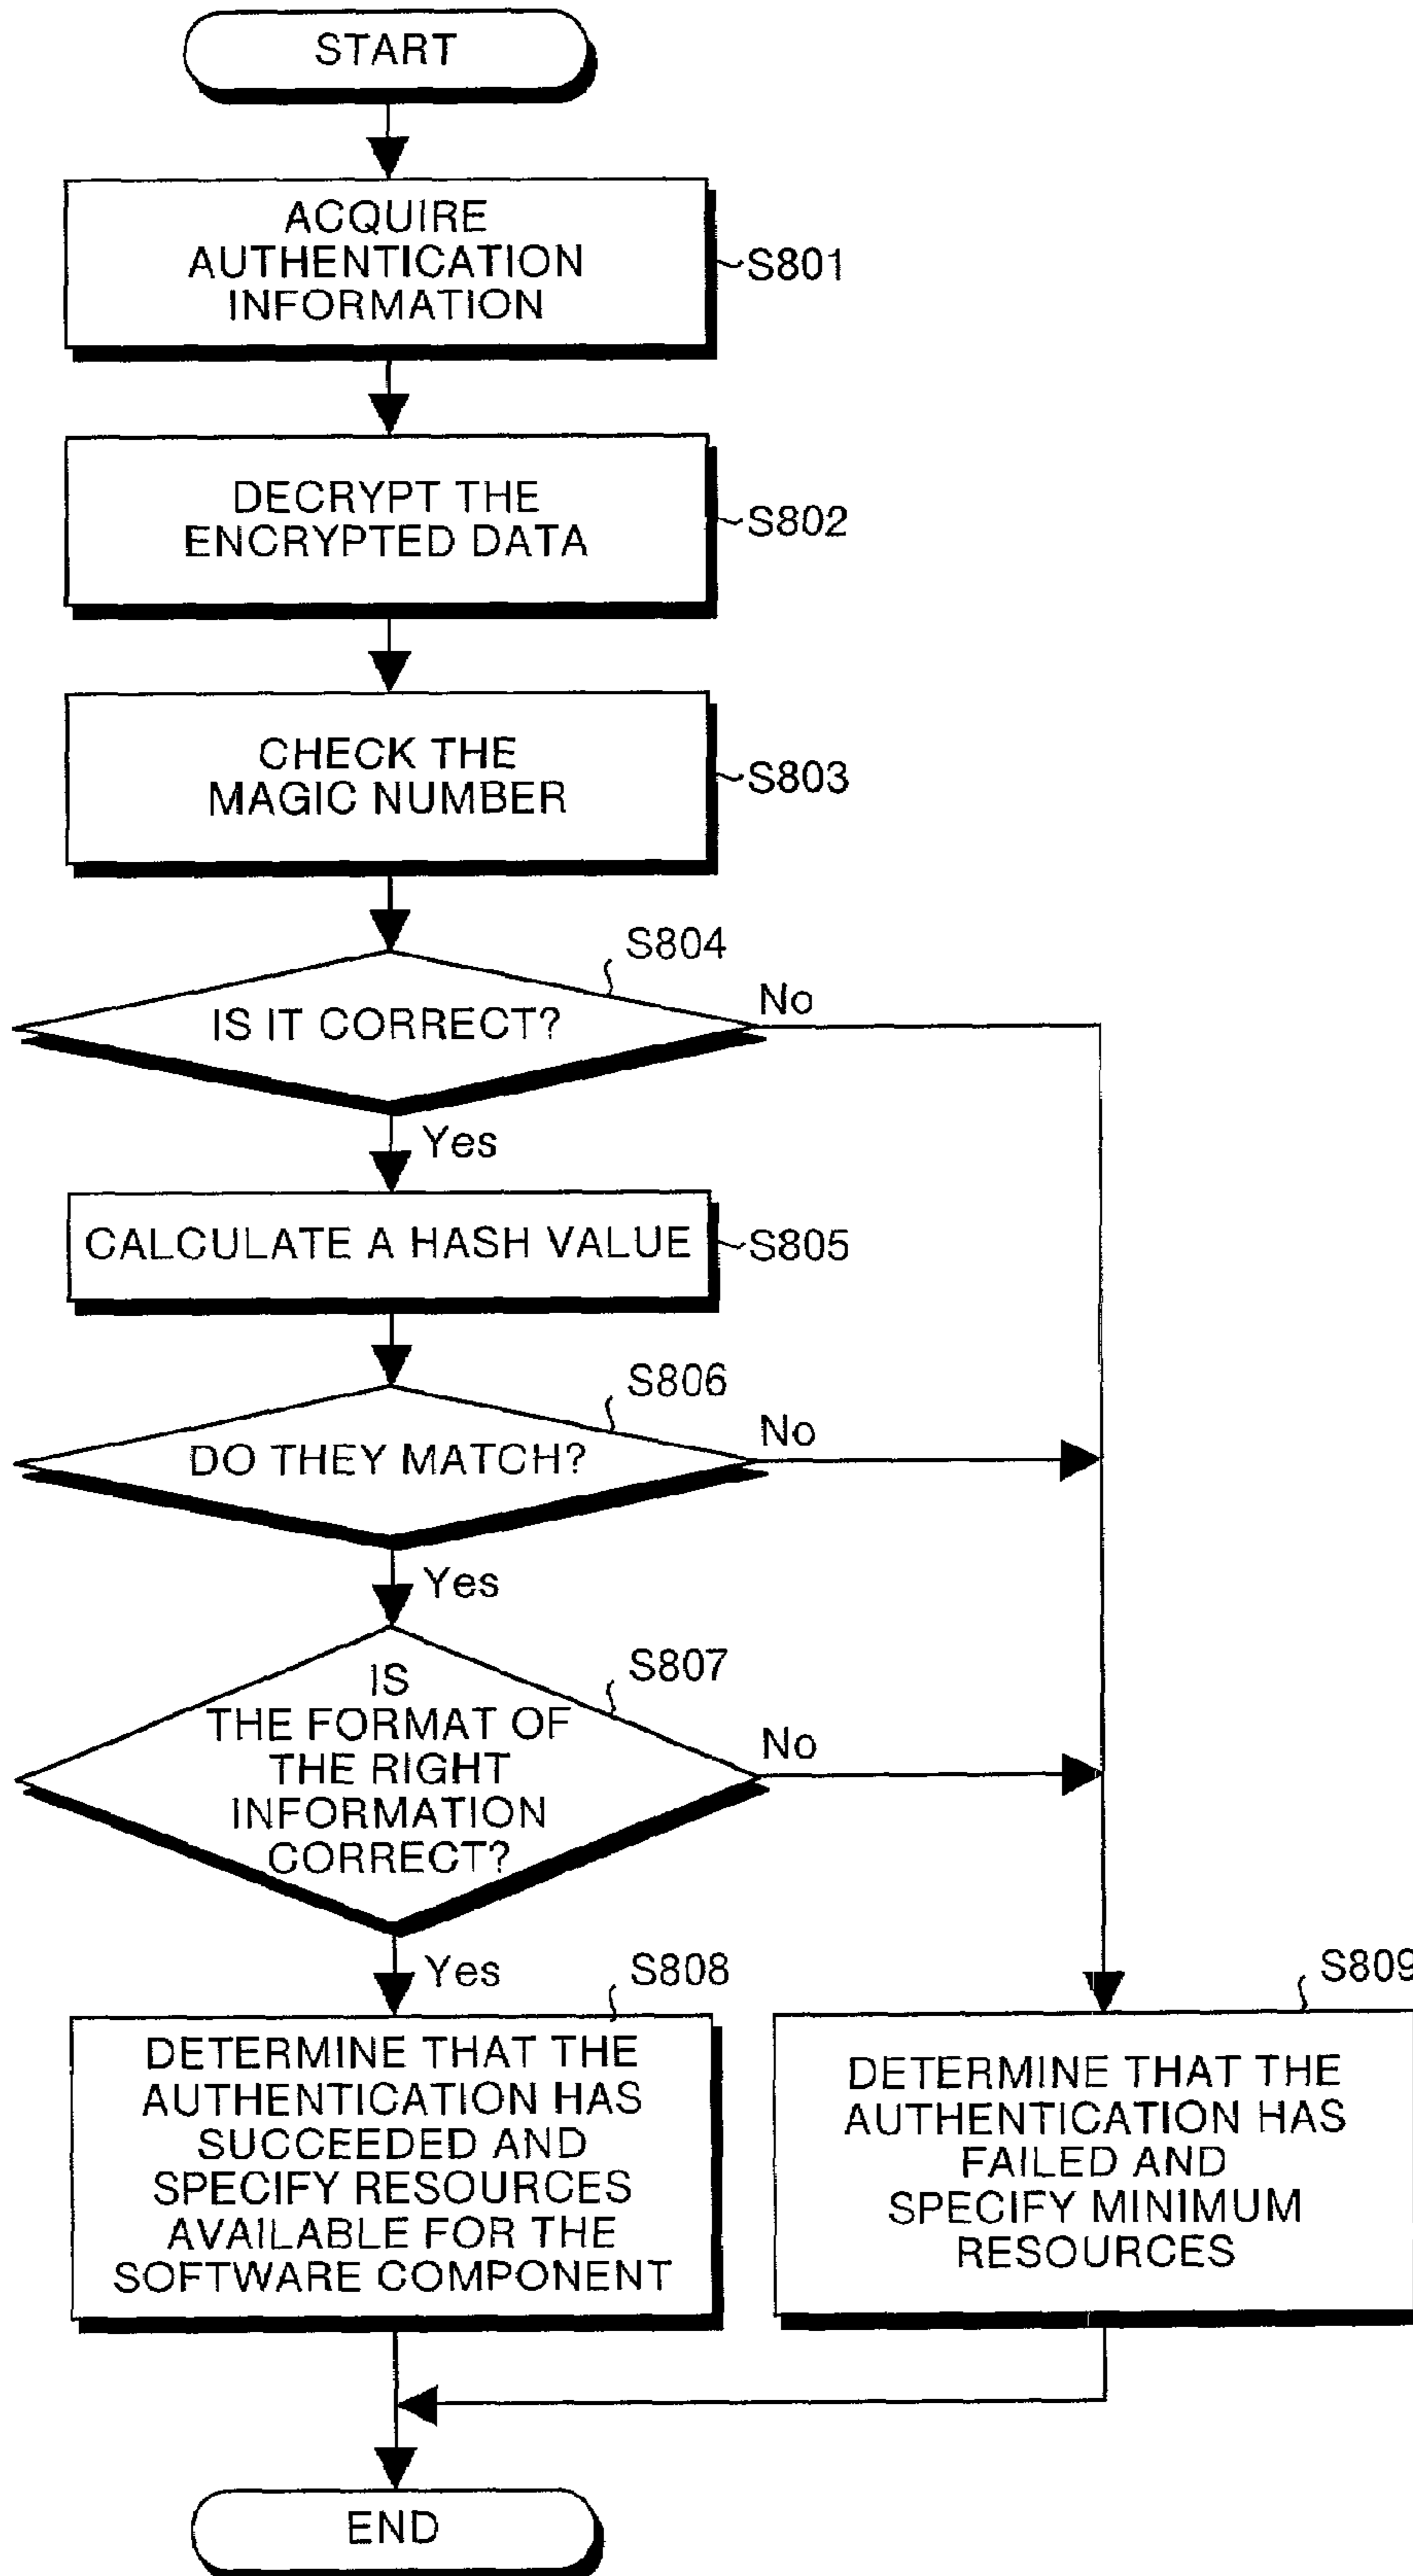 START
ACQUIRE
AUTHENTICATION
INFORMATION
S801
DECRYPT THE
ENCRYPTED DATA
S802
CHECK THE
MAGIC NUMBER
S803
S804
IS IT CORRECT?
No
Yes
CALCULATE A HASH VALUE
S805
S806
DO THEY MATCH?
No
Yes
S807
IS
THE FORMAT OF
THE RIGHT
INFORMATION
CORRECT?
No
Yes
S808
DETERMINE THAT THE
AUTHENTICATION HAS
SUCCEEDED AND
SPECIFY RESOURCES
AVAILABLE FOR THE
SOFTWARE COMPONENT
S809
DETERMINE THAT THE
AUTHENTICATION HAS
FAILED AND
SPECIFY MINIMUM
RESOURCES
END